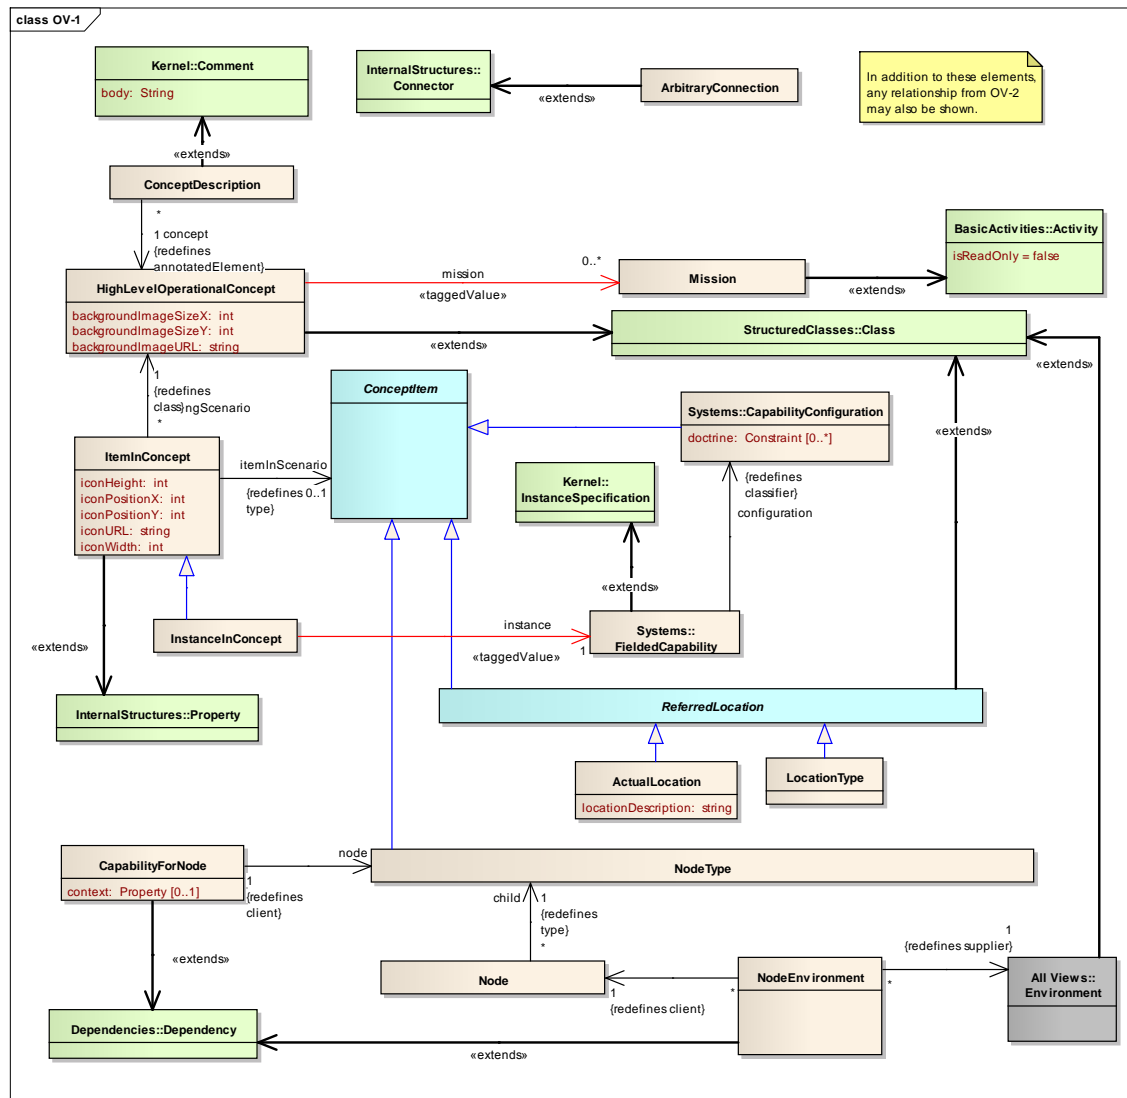 class OV-1
Kernel::Comment
body:  String
InternalStructures::
Connector
«extends»
ArbitraryConnection
In addition to these elements,
any relationship from OV-2
may also be shown.
«extends»
ConceptDescription
*
1 concept
{redefines
annotatedElement}
BasicActivities::Activity
isReadOnly = false
HighLevelOperationalConcept
backgroundImageSizeX:  int
backgroundImageSizeY:  int
backgroundImageURL:  string
mission
0..*
«taggedValue»
Mission
«extends»
StructuredClasses::Class
«extends»
«extends»
1
{redefines
class}ngScenario
*
ConceptItem
Systems::CapabilityConfiguration
doctrine:  Constraint [0..*]
«extends»
ItemInConcept
iconHeight:  int
iconPositionX:  int
iconPositionY:  int
iconURL:  string
iconWidth:  int
itemInScenario
{redefines 0..1
type}
Kernel::
InstanceSpecification
{redefines
classifier}
configuration
«extends»
InstanceInConcept
instance
«taggedValue»
1
Systems::
FieldedCapability
«extends»
InternalStructures::Property
ReferredLocation
ActualLocation
locationDescription:  string
LocationType
CapabilityForNode
context:  Property [0..1]
node
1
{redefines
client}
NodeType
child
1
{redefines
type}
*
«extends»
Node
1
{redefines client}
*
NodeEnvironment
*
1
{redefines supplier}
All Views::
Environment
Dependencies::Dependency
«extends»